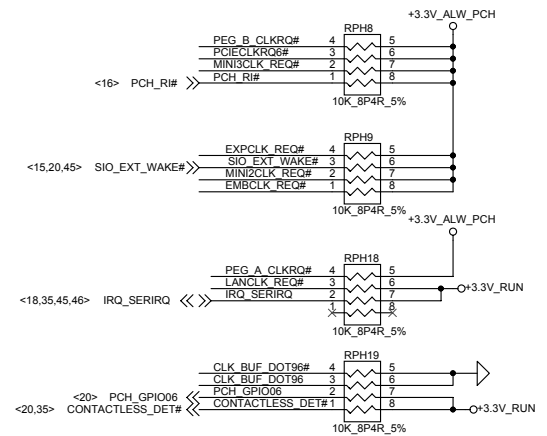 +3.3V_ALW_PCH
RPH8
PEG_B_CLKRQ# 4 5
PCIECLKRQ6# 3 6
MINI3CLK_REQ# 2 7
<16> PCH_RI# PCH_RI# 1 8
10K_8P4R_5%
RPH9
EXPCLK_REQ# 4 5
<15,20,45> SIO_EXT_WAKE# SIO_EXT_WAKE# 3 6
MINI2CLK_REQ# 2 7
EMBCLK_REQ# 1 8
10K_8P4R_5%
+3.3V_ALW_PCH
RPH18
PEG_A_CLKRQ# 4 5
LANCLK_REQ# 3 6 +3.3V_RUN
<18,35,45,46> IRQ_SERIRQ IRQ_SERIRQ 2 7
1 8
10K_8P4R_5%
RPH19
CLK_BUF_DOT96# 4 5
CLK_BUF_DOT96 3 6
<20> PCH_GPIO06 PCH_GPIO06 2 7
<20,35> CONTACTLESS_DET# CONTACTLESS_DET# 1 8 +3.3V_RUN
10K_8P4R_5%